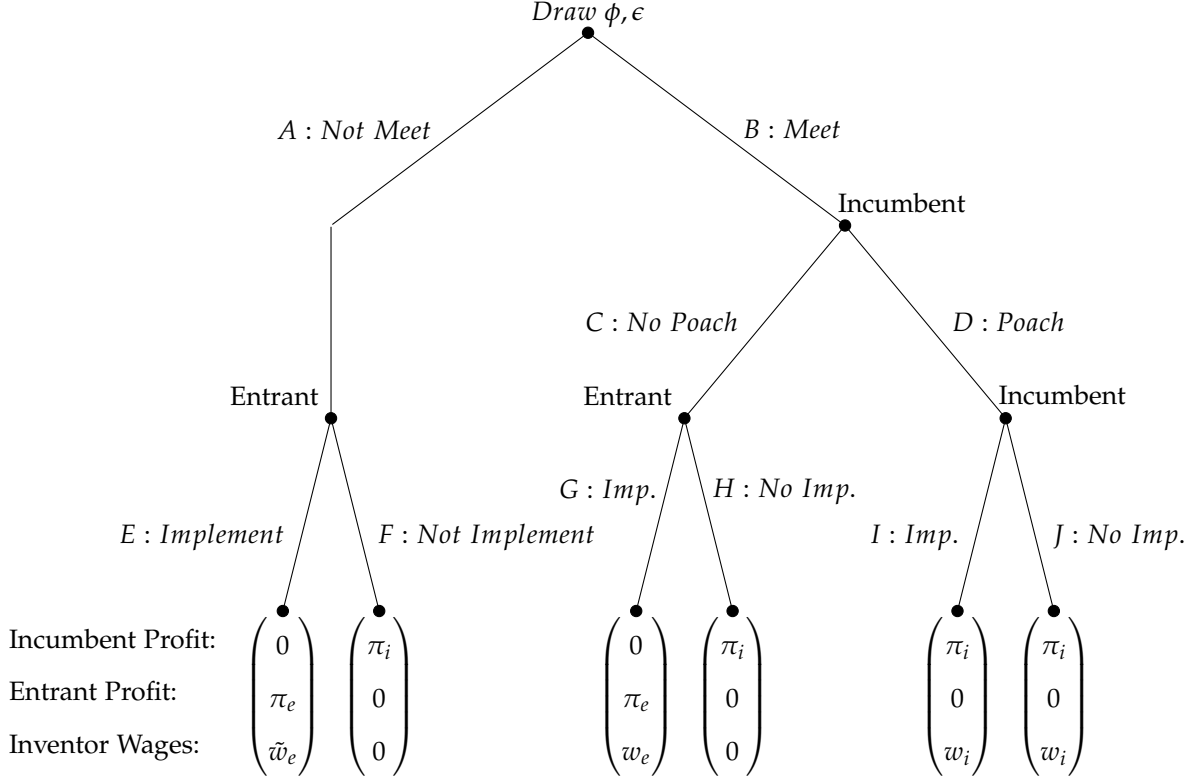 Draw ϕ, ϵ
A : Not Meet
B : Meet
Incumbent
C : No Poach
D : Poach
Entrant
Entrant
Incumbent
G : Imp.
H : No Imp.
E : Implement
F : Not Implement
I : Imp.
J : No Imp.
Incumbent Profit: 0 π_i 0 π_i π_i π_i
Entrant Profit: π_e 0 π_e 0 0 0
Inventor Wages: w̃_e 0 w_e 0 w_i w_i